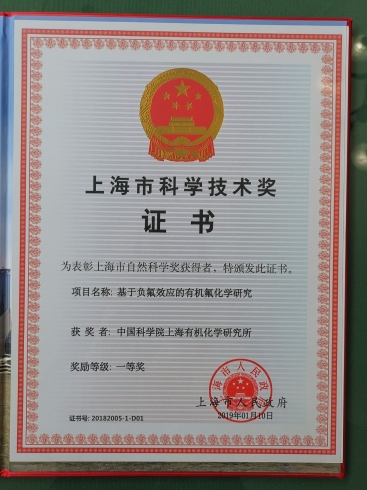 上海市科学技术奖
证书
为表彰上海市自然科学奖获得者，特颁发此证书。
项目名称: 基于负氟效应的有机氟化学研究
获奖者: 中国科学院上海有机化学研究所
奖励等级: 一等奖
上海市人民政府
2019年01月10日
证书号: 20182005-1-D01